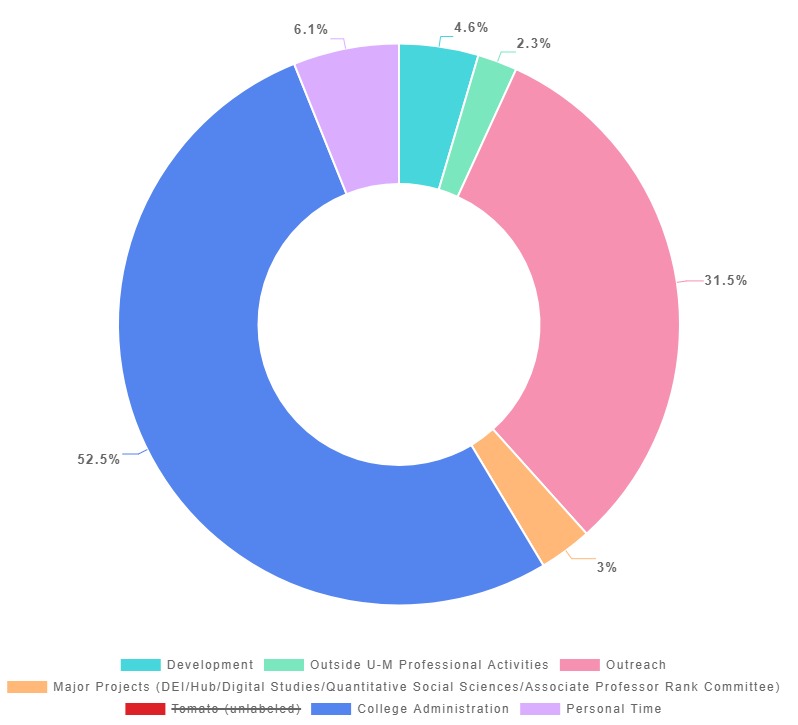 6.1%
4.6%
2.3%
31.5%
52.5%
3%
Development Outside U-M Professional Activities Outreach
Major Projects (DEI/Hub/Digital Studies/Quantitative Social Sciences/Associate Professor Rank Committee)
Tomato (unlabeled) College Administration Personal Time